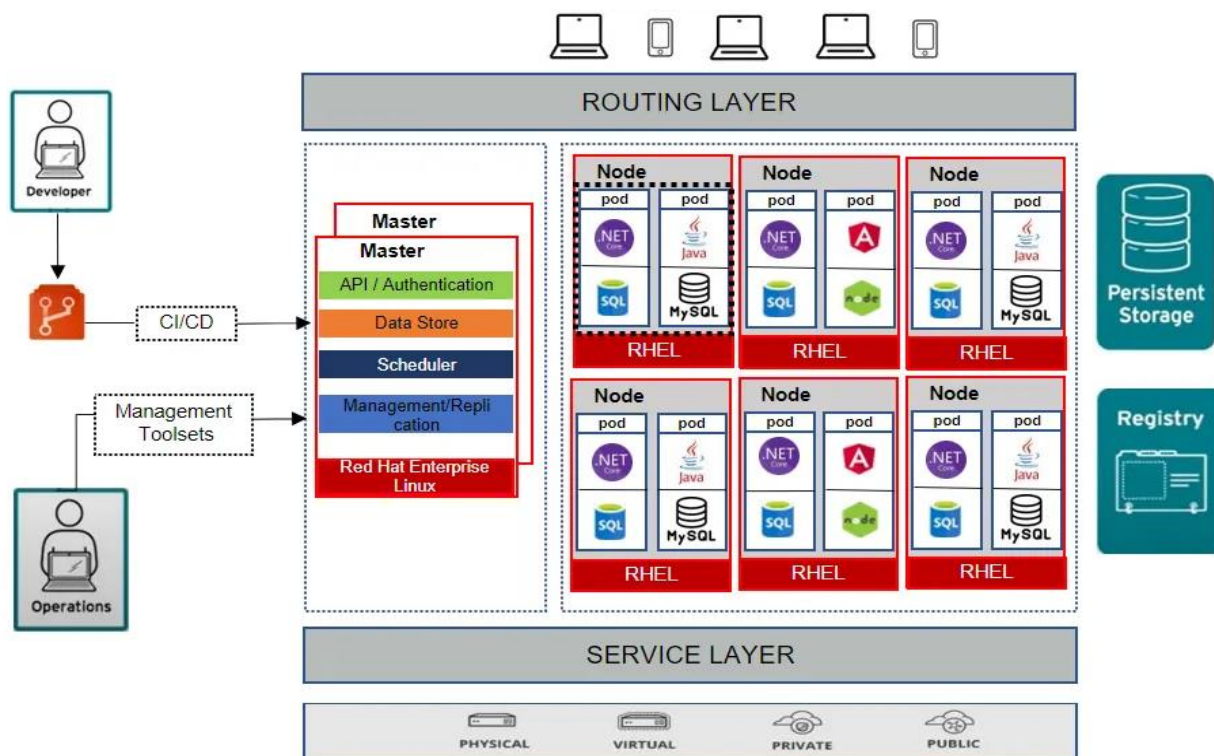 ROUTING LAYER
Developer
CI/CD
Management
Toolsets
Operations
Master
Master
API / Authentication
Data Store
Scheduler
Management/Repli
cation
Red Hat Enterprise
Linux
Node
pod pod
.NET
Core
Java
SQL
MySQL
RHEL
Node
pod pod
.NET
Core
A
SQL
node
RHEL
Node
pod pod
.NET
Core
Java
SQL
MySQL
RHEL
Node
pod pod
.NET
Core
Java
SQL
MySQL
RHEL
Node
pod pod
.NET
Core
A
SQL
node
RHEL
Node
pod pod
.NET
Core
Java
SQL
MySQL
RHEL
Persistent
Storage
Registry
SERVICE LAYER
PHYSICAL VIRTUAL PRIVATE PUBLIC